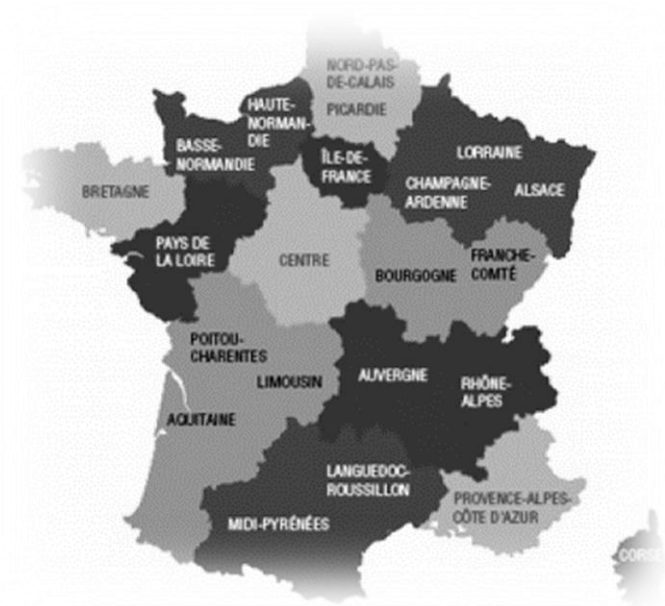 NORD-PAS-
DE-CALAIS
PICARDIE
HAUTE-
NORMAN-
DIE
BASSE-
NORMANDIE
ÎLE-DE-
FRANCE
LORRAINE
CHAMPAGNE-
ARDENNE
ALSACE
BRETAGNE
PAYS DE
LA LOIRE
CENTRE
BOURGOGNE
FRANCHE-
COMTÉ
POITOU-
CHARENTES
LIMOUSIN
AUVERGNE
RHÔNE-
ALPES
AQUITAINE
LANGUEDOC-
ROUSSILLON
MIDI-PYRÉNÉES
PROVENCE-ALPES-
CÔTE D'AZUR
CORSE